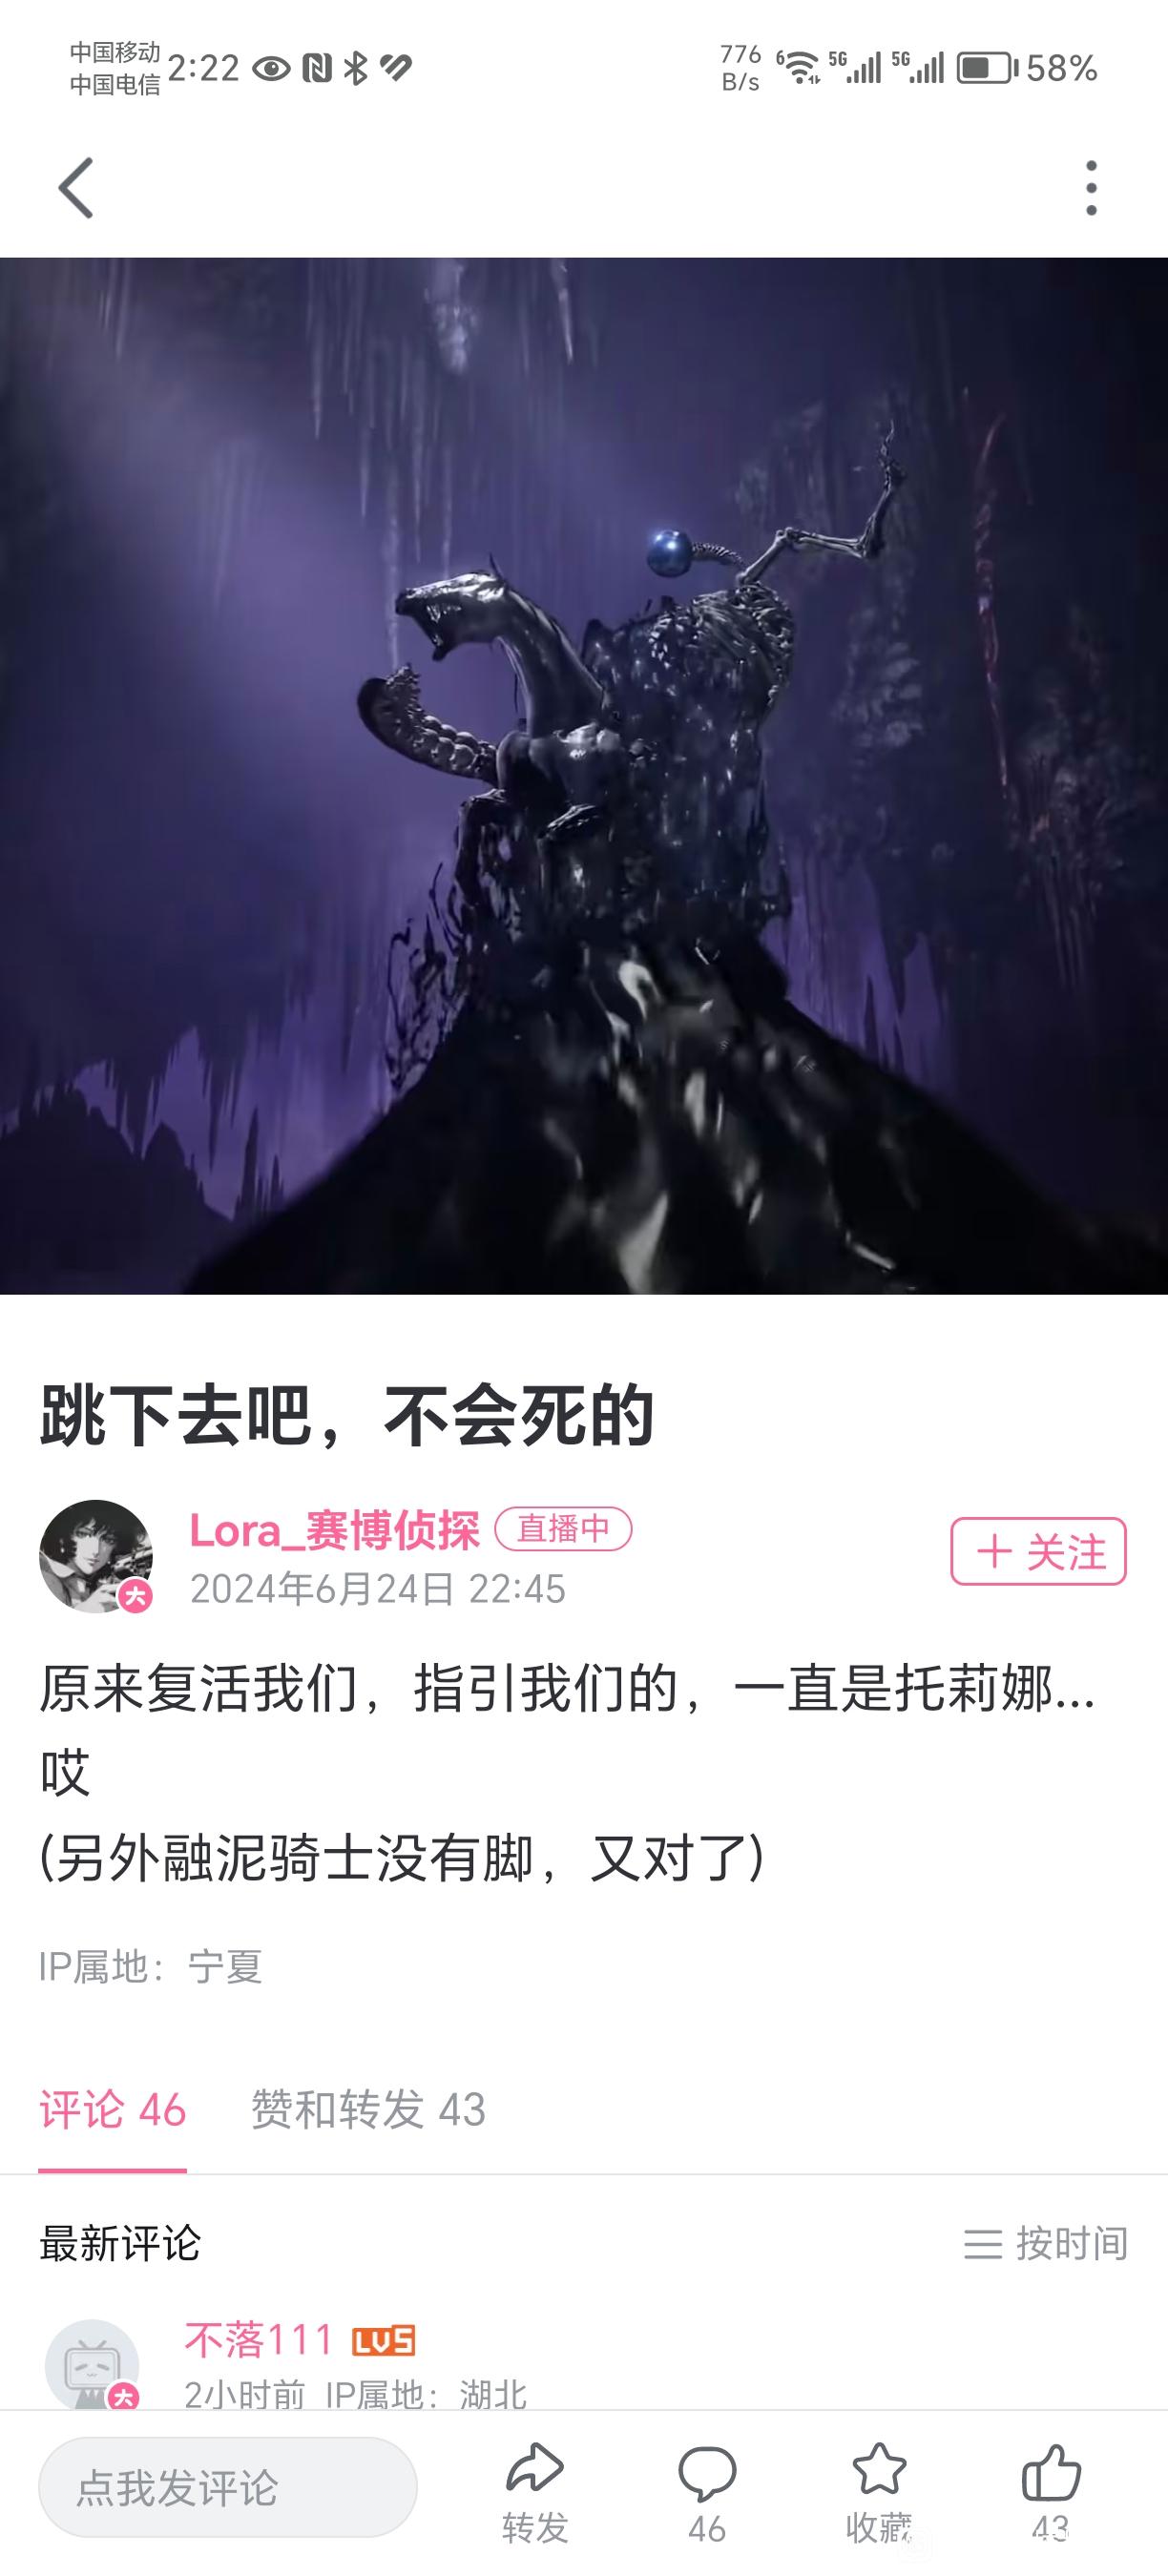 中国移动
中国电信
2:22
776
B/s
6
5G
5G
58%
跳下去吧，不会死的
Lora_赛博侦探
直播中
2024年6月24日 22:45
+ 关注
原来复活我们，指引我们的，一直是托莉娜...
哎
(另外融泥骑士没有脚，又对了)
IP属地：宁夏
评论 46
赞和转发 43
最新评论
按时间
不落111 LV5
2小时前 IP属地：湖北
点我发评论
转发
46
收藏
43